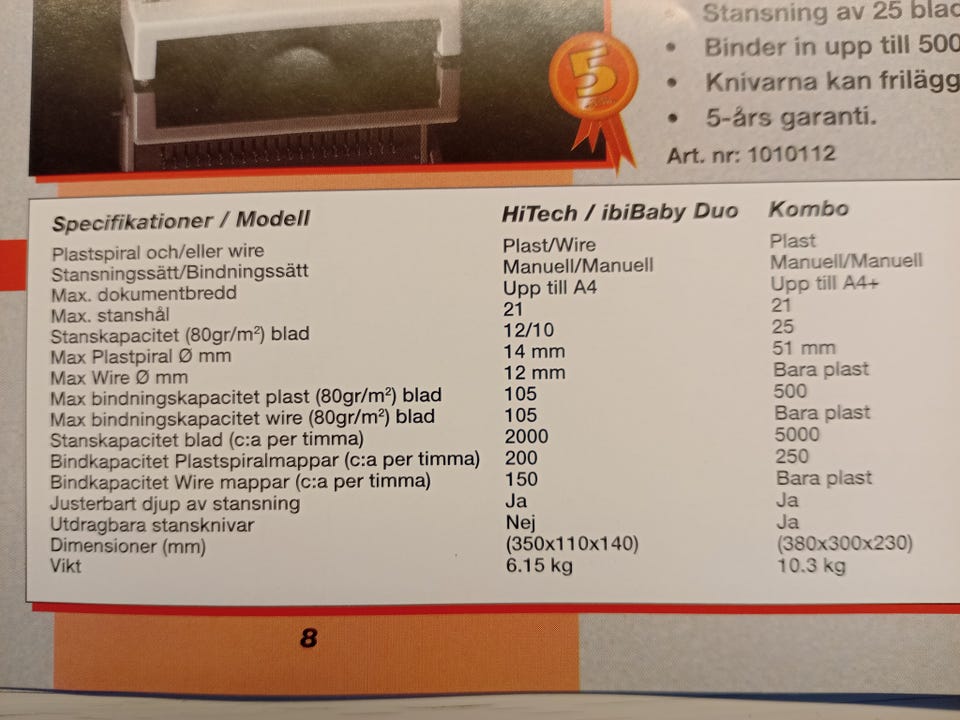 Stansning av 25 blad
• Binder in upp till 500
• Knivarna kan frilägg
• 5-års garanti.
Art. nr: 1010112
5
Specifikationer / Modell HiTech / ibiBaby Duo Kombo
Plastspiral och/eller wire Plast/Wire Plast
Stansningssätt/Bindningssätt Manuell/Manuell Manuell/Manuell
Max. dokumentbredd Upp till A4 Upp till A4+
Max. stanshål 21 21
Stanskapacitet (80gr/m²) blad 12/10 25
Max Plastpiral Ø mm 14 mm 51 mm
Max Wire Ø mm 12 mm Bara plast
Max bindningskapacitet plast (80gr/m²) blad 105 500
Max bindningskapacitet wire (80gr/m²) blad 105 Bara plast
Stanskapacitet blad (c:a per timma) 2000 5000
Bindkapacitet Plastspiralmappar (c:a per timma) 200 250
Bindkapacitet Wire mappar (c:a per timma) 150 Bara plast
Justerbart djup av stansning Ja Ja
Utdragbara stansknivar Nej Ja
Dimensioner (mm) (350x110x140) (380x300x230)
Vikt 6.15 kg 10.3 kg
8